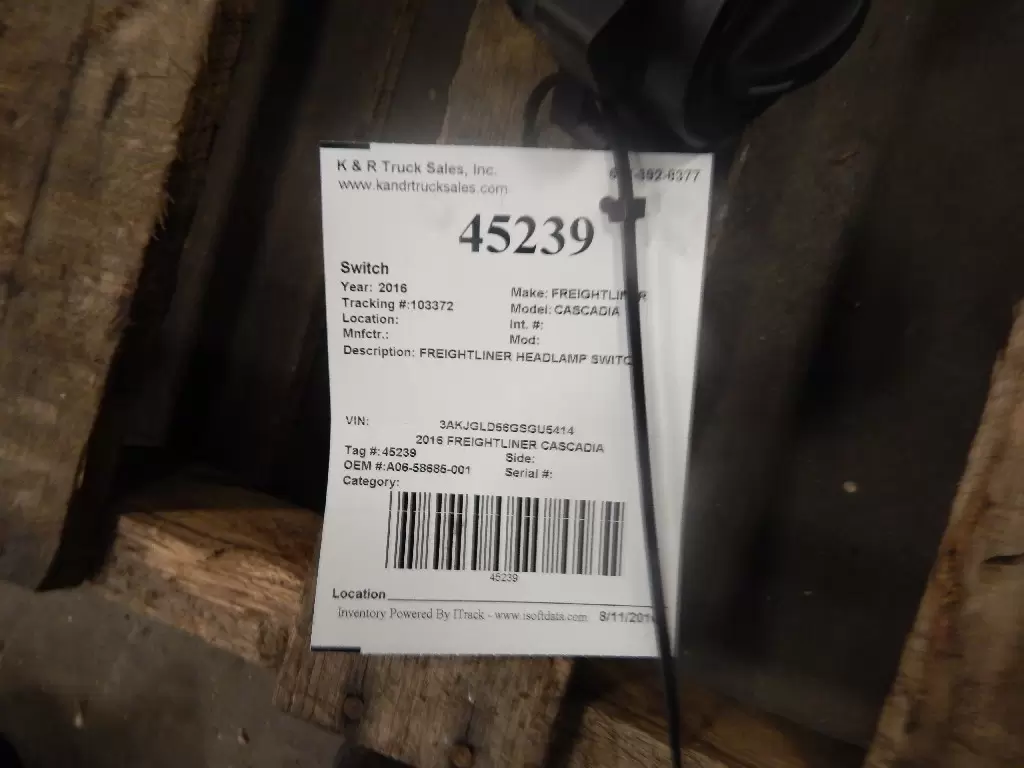 K & R Truck Sales, Inc.
www.kandrtrucksales.com
45239
Switch
Year: 2016
Make: FREIGHTLINER
Tracking #:103372
Model: CASCADIA
Location:
Int. #:
Mnfctr.:
Mod:
Description: FREIGHTLINER HEADLAMP
VIN:
3AKJGLD56GSGU5414
2016 FREIGHTLINER CASCADIA
Tag #: 45239
Side:
OEM #:A06-58685-001
Serial #:
Category:
45239
Location
Inventory Powered By ITrack - www.isoftdata.com